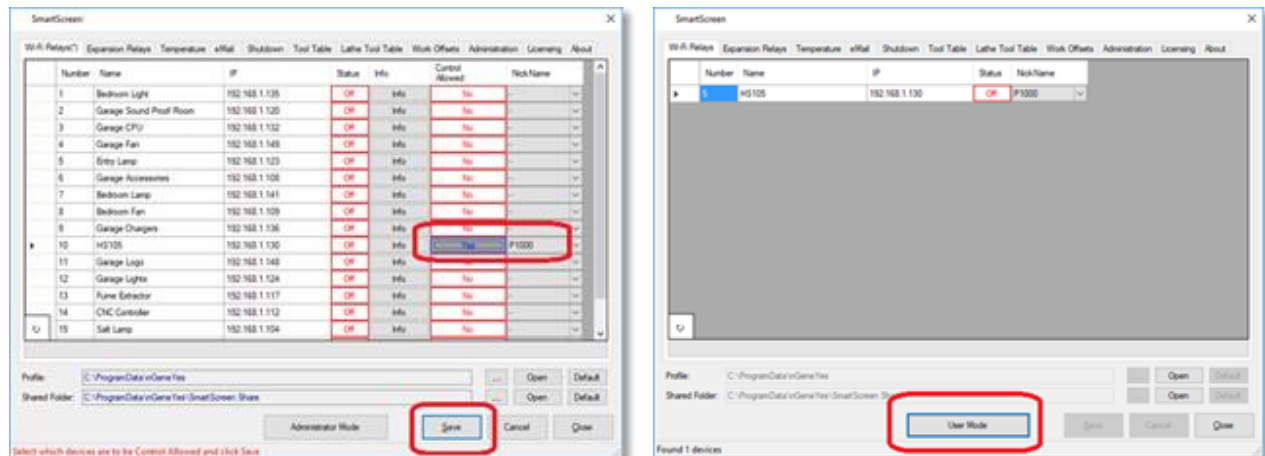 SmartScreen
Wi-Fi Relays(*) Expansion Relays Temperature eMail Shutdown Tool Table Lathe Tool Table Work Offsets Administration Licensing About
Number Name IP Status Info Control Allowed NickName
1 Bedroom Light 192.168.1.135 Off Info No -
2 Garage Sound Proof Room 192.168.1.120 Off Info No -
3 Garage CPU 192.168.1.132 Off Info No -
4 Garage Fan 192.168.1.149 Off Info No -
5 Entry Lamp 192.168.1.123 Off Info No -
6 Garage Accessories 192.168.1.108 Off Info No -
7 Bedroom Lamp 192.168.1.141 Off Info No -
8 Bedroom Fan 192.168.1.109 Off Info No -
9 Garage Chargers 192.168.1.136 Off Info No -
10 HS105 192.168.1.130 Off Info Yes P1000
11 Garage Logo 192.168.1.148 Off Info No -
12 Garage Lights 192.168.1.124 Off Info No -
13 Fume Extractor 192.168.1.117 Off Info No -
14 CNC Controller 192.168.1.112 Off Info No -
15 Salt Lamp 192.168.1.104 Off Info No -
Profile: C:\ProgramData\nGeneYes ... Open Default
Shared Folder: C:\ProgramData\nGeneYes\SmartScreen Share ... Open Default
Administrator Mode Save Cancel Close
Select which devices are to be Control Allowed and click Save
SmartScreen
Wi-Fi Relays Expansion Relays Temperature eMail Shutdown Tool Table Lathe Tool Table Work Offsets Administration Licensing About
Number Name IP Status NickName
5 HS105 192.168.1.130 Off P1000
Profile: C:\ProgramData\nGeneYes ... Open Default
Shared Folder: C:\ProgramData\nGeneYes\SmartScreen Share ... Open Default
User Mode Save Cancel Close
Found 1 devices